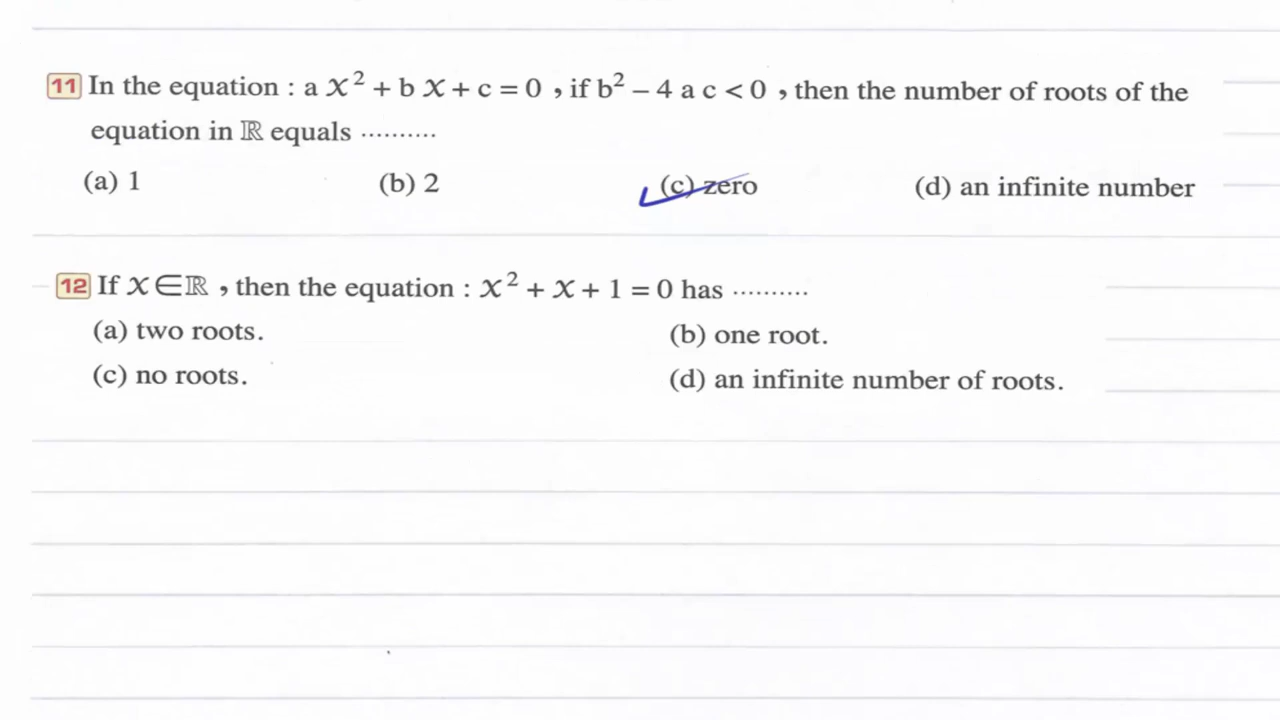 11 In the equation : a x² + b x + c = 0 , if b² – 4 a c < 0 , then the number of roots of the
equation in ℝ equals ··········
(a) 1 (b) 2 (c) zero (d) an infinite number
12 If x ∈ ℝ , then the equation : x² + x + 1 = 0 has ··········
(a) two roots. (b) one root.
(c) no roots. (d) an infinite number of roots.